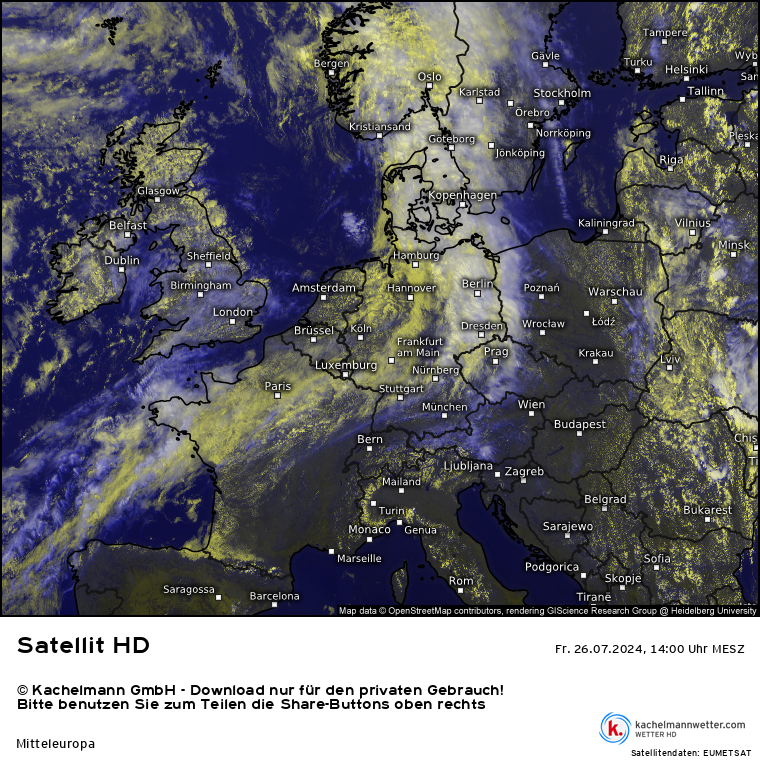 Tampere
Bergen
Gävle
Turku
Helsinki
Wyb
San
Oslo
Karlstad
Stockholm
Tallinn
Örebro
Kristiansand
Göteborg
Norrköping
Pleska
Jönköping
Riga
Glasgow
Kopenhagen
Belfast
Kaliningrad
Vilnius
Minsk
Dublin
Sheffield
Hamburg
Birmingham
Amsterdam
Hannover
Berlin
Poznań
Warschau
London
Brüssel
Köln
Dresden
Wrocław
Łódź
Frankfurt
am Main
Luxemburg
Nürnberg
Prag
Krakau
Lviv
Paris
Stuttgart
München
Wien
Budapest
Bern
Chiș
Ti
Ljubljana
Zagreb
Mailand
Turin
Belgrad
Bukarest
Monaco
Genua
Sarajewo
Marseille
Podgorica
Sofia
Skopje
Saragossa
Barcelona
Rom
Tiranë
Map data © OpenStreetMap contributors, rendering GIScience Research Group @ Heidelberg University
Satellit HD
Fr. 26.07.2024, 14:00 Uhr MESZ
© Kachelmann GmbH - Download nur für den privaten Gebrauch!
Bitte benutzen Sie zum Teilen die Share-Buttons oben rechts
k.
kachelmannwetter.com
WETTER HD
Mitteleuropa
Satellitendaten: EUMETSAT